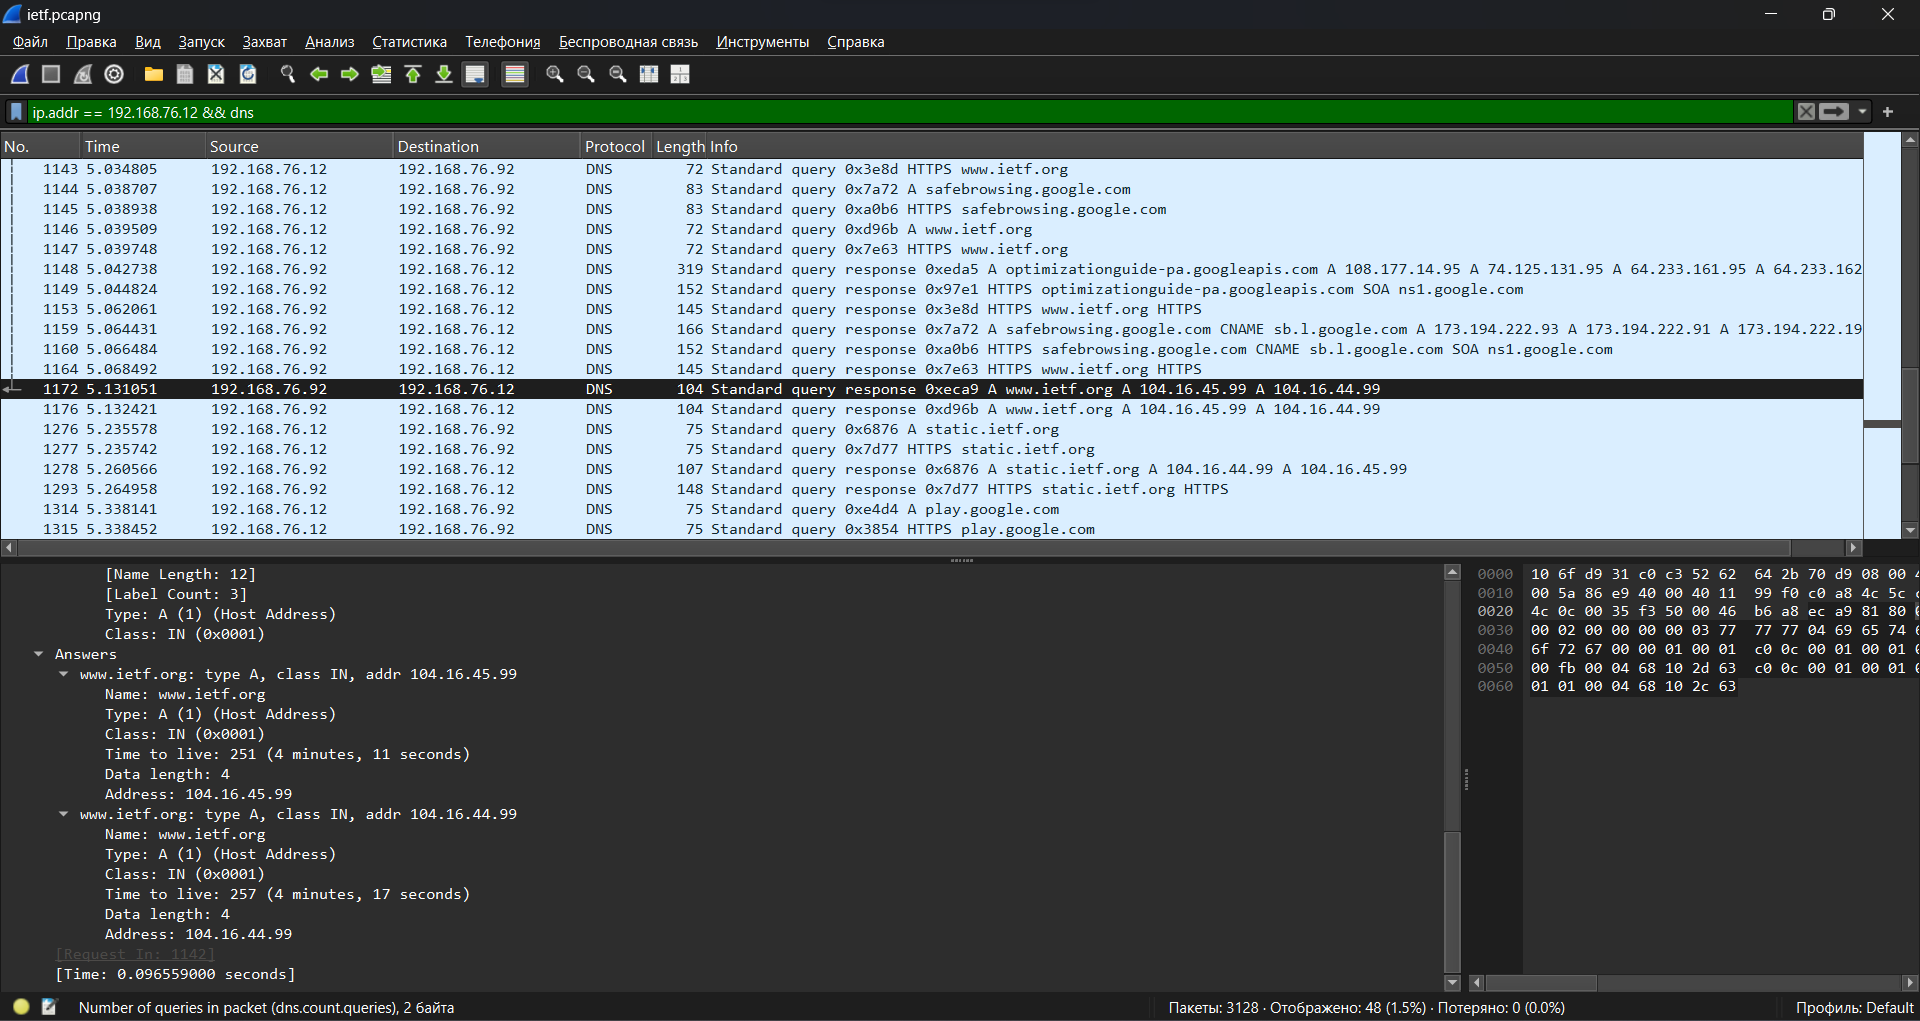 ietf.pcapng
Файл Правка Вид Запуск Захват Анализ Статистика Телефония Беспроводная связь Инструменты Справка
ip.addr == 192.168.76.12 && dns
No. Time Source Destination Protocol Length Info
1143 5.034805 192.168.76.12 192.168.76.92 DNS 72 Standard query 0x3e8d HTTPS www.ietf.org
1144 5.038707 192.168.76.12 192.168.76.92 DNS 83 Standard query 0x7a72 A safebrowsing.google.com
1145 5.038938 192.168.76.12 192.168.76.92 DNS 83 Standard query 0xa0b6 HTTPS safebrowsing.google.com
1146 5.039509 192.168.76.12 192.168.76.92 DNS 72 Standard query 0xd96b A www.ietf.org
1147 5.039748 192.168.76.12 192.168.76.92 DNS 72 Standard query 0x7e63 HTTPS www.ietf.org
1148 5.042738 192.168.76.92 192.168.76.12 DNS 319 Standard query response 0xeda5 A optimizationguide-pa.googleapis.com A 108.177.14.95 A 74.125.131.95 A 64.233.161.95 A 64.233.162
1149 5.044824 192.168.76.92 192.168.76.12 DNS 152 Standard query response 0x97e1 HTTPS optimizationguide-pa.googleapis.com SOA ns1.google.com
1153 5.062061 192.168.76.92 192.168.76.12 DNS 145 Standard query response 0x3e8d HTTPS www.ietf.org HTTPS
1159 5.064431 192.168.76.92 192.168.76.12 DNS 166 Standard query response 0x7a72 A safebrowsing.google.com CNAME sb.l.google.com A 173.194.222.93 A 173.194.222.91 A 173.194.222.19
1160 5.066484 192.168.76.92 192.168.76.12 DNS 152 Standard query response 0xa0b6 HTTPS safebrowsing.google.com CNAME sb.l.google.com SOA ns1.google.com
1164 5.068492 192.168.76.92 192.168.76.12 DNS 145 Standard query response 0x7e63 HTTPS www.ietf.org HTTPS
1172 5.131051 192.168.76.92 192.168.76.12 DNS 104 Standard query response 0xeca9 A www.ietf.org A 104.16.45.99 A 104.16.44.99
1176 5.132421 192.168.76.92 192.168.76.12 DNS 104 Standard query response 0xd96b A www.ietf.org A 104.16.45.99 A 104.16.44.99
1276 5.235578 192.168.76.12 192.168.76.92 DNS 75 Standard query 0x6876 A static.ietf.org
1277 5.235742 192.168.76.12 192.168.76.92 DNS 75 Standard query 0x7d77 HTTPS static.ietf.org
1278 5.260566 192.168.76.92 192.168.76.12 DNS 107 Standard query response 0x6876 A static.ietf.org A 104.16.44.99 A 104.16.45.99
1293 5.264958 192.168.76.92 192.168.76.12 DNS 148 Standard query response 0x7d77 HTTPS static.ietf.org HTTPS
1314 5.338141 192.168.76.12 192.168.76.92 DNS 75 Standard query 0xe4d4 A play.google.com
1315 5.338452 192.168.76.12 192.168.76.92 DNS 75 Standard query 0x3854 HTTPS play.google.com
[Name Length: 12]
[Label Count: 3]
Type: A (1) (Host Address)
Class: IN (0x0001)
Answers
www.ietf.org: type A, class IN, addr 104.16.45.99
Name: www.ietf.org
Type: A (1) (Host Address)
Class: IN (0x0001)
Time to live: 251 (4 minutes, 11 seconds)
Data length: 4
Address: 104.16.45.99
www.ietf.org: type A, class IN, addr 104.16.44.99
Name: www.ietf.org
Type: A (1) (Host Address)
Class: IN (0x0001)
Time to live: 257 (4 minutes, 17 seconds)
Data length: 4
Address: 104.16.44.99
[Request In: 1142]
[Time: 0.096559000 seconds]
0000 10 6f d9 31 c0 c3 52 62 64 2b 70 d9 08 00
0010 00 5a 86 e9 40 00 40 11 99 f0 c0 a8 4c 5c
0020 4c 0c 00 35 f3 50 00 46 b6 a8 ec a9 81 80
0030 00 02 00 00 00 00 03 77 77 77 04 69 65 74
0040 6f 72 67 00 00 01 00 01 c0 0c 00 01 00 01
0050 00 fb 00 04 68 10 2d 63 c0 0c 00 01 00 01
0060 01 01 00 04 68 10 2c 63
Number of queries in packet (dns.count.queries), 2 байта
Пакеты: 3128 · Отображено: 48 (1.5%) · Потеряно: 0 (0.0%)
Профиль: Default